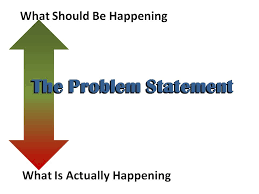 What Should Be Happening
The Problem Statement
What Is Actually Happening